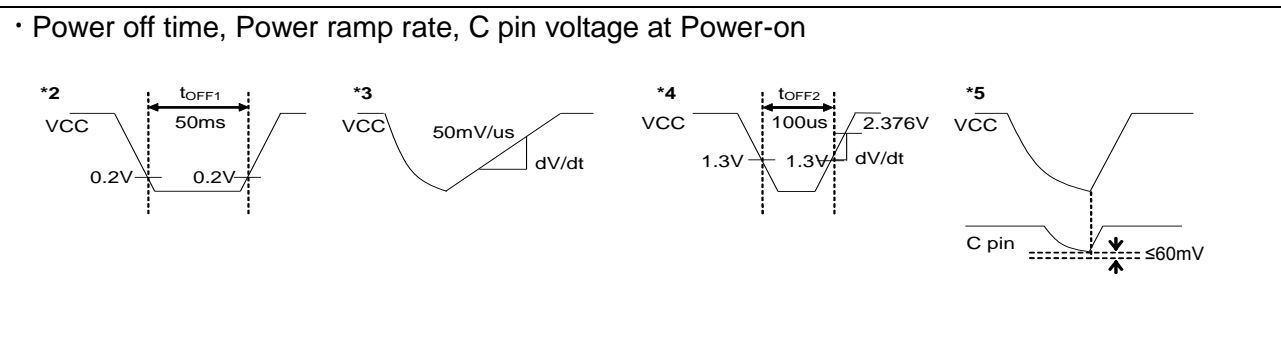 ・Power off time, Power ramp rate, C pin voltage at Power-on
*2
tOFF1
VCC
50ms
0.2V
0.2V
*3
VCC
50mV/us
dV/dt
*4
tOFF2
VCC
100us
2.376V
1.3V
1.3V
dV/dt
*5
VCC
C pin
≤60mV